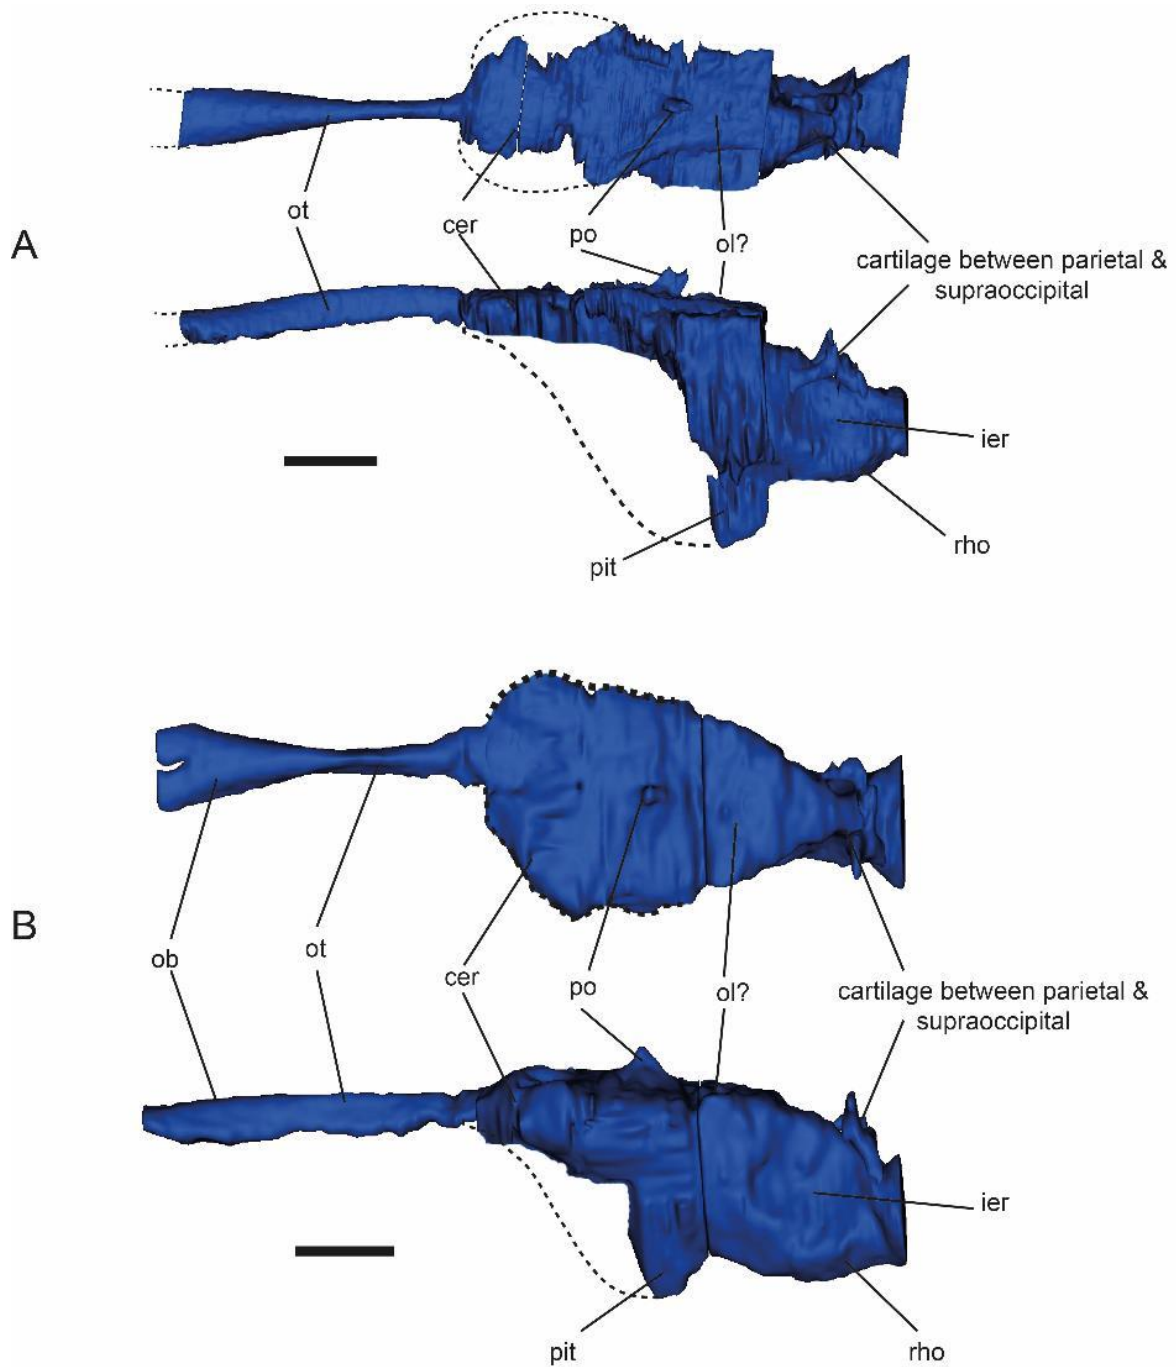 A
ot
cer
po
ol?
cartilage between parietal &
supraoccipital
ier
pit
rho
B
ob
ot
cer
po
ol?
cartilage between parietal &
supraoccipital
ier
pit
rho